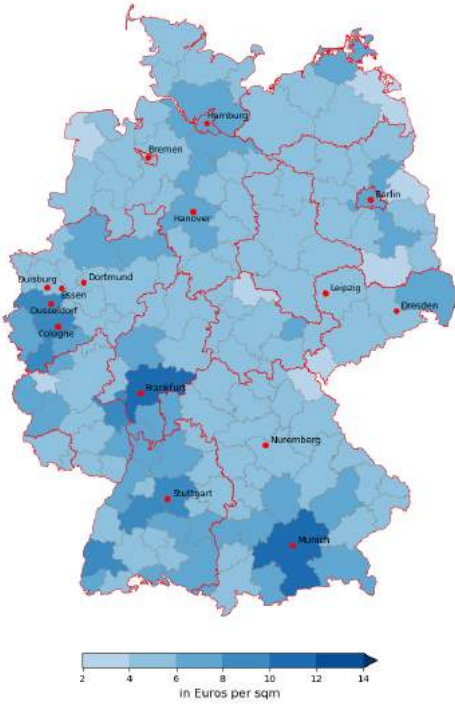 Hamburg
Bremen
Berlin
Hanover
Duisburg
Dortmund
Essen
Leipzig
Dusseldorf
Dresden
Cologne
Frankfurt
Nuremberg
Stuttgart
Munich
2 4 6 8 10 12 14
in Euros per sqm